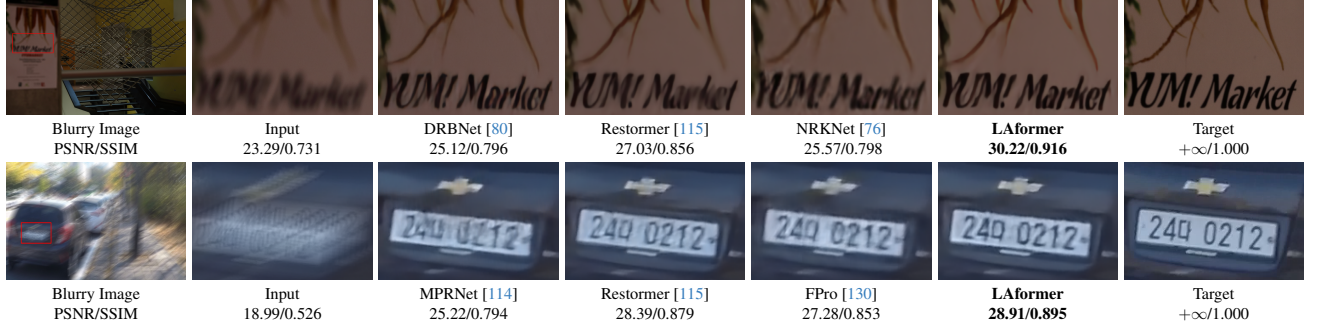 YUM! Market
YUM! Market YUM! Market YUM! Market YUM! Market YUM! Market YUM! Market
Blurry Image Input DRBNet [80] Restormer [115] NRKNet [76] LAformer Target
PSNR/SSIM 23.29/0.731 25.12/0.796 27.03/0.856 25.57/0.798 30.22/0.916 +∞/1.000
24 0212 240 0212 240 0212 240 0212 240 0212
Blurry Image Input MPRNet [114] Restormer [115] FPro [130] LAformer Target
PSNR/SSIM 18.99/0.526 25.22/0.794 28.39/0.879 27.28/0.853 28.91/0.895 +∞/1.000